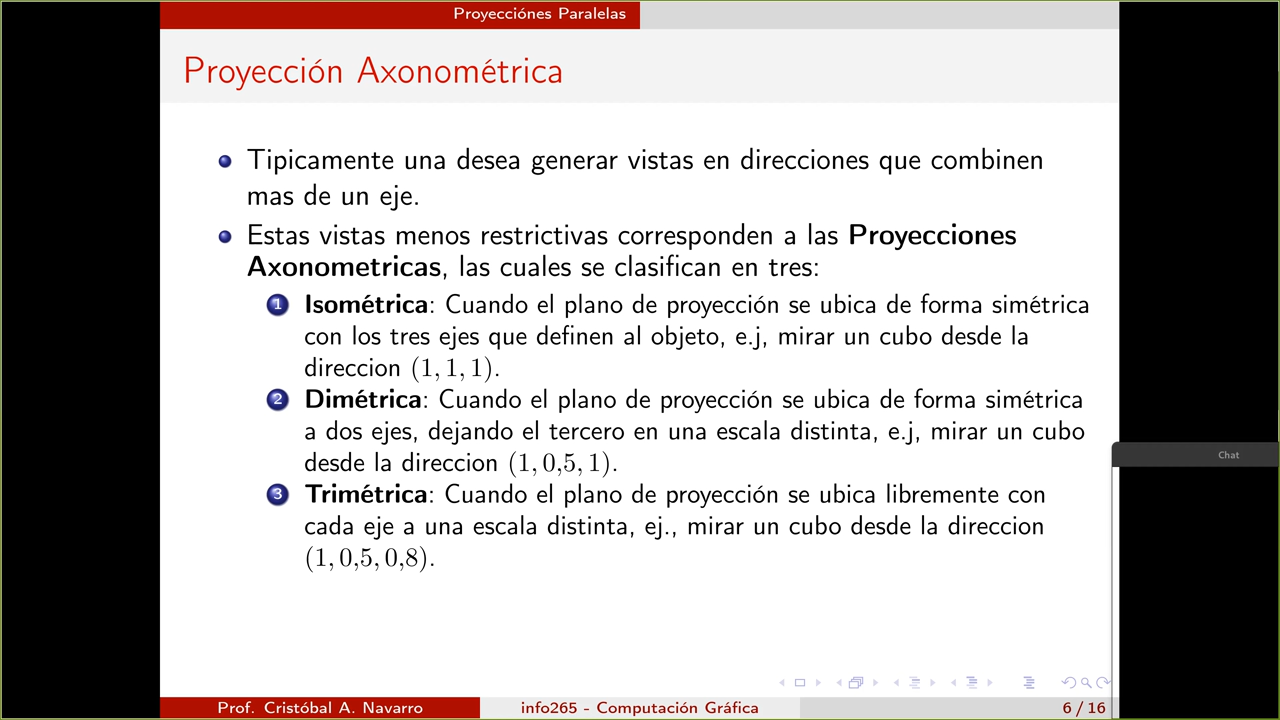 Proyecciónes Paralelas
Proyección Axonométrica
Tipicamente una desea generar vistas en direcciones que combinen
mas de un eje.
Estas vistas menos restrictivas corresponden a las Proyecciones
Axonometricas, las cuales se clasifican en tres:
1 Isométrica: Cuando el plano de proyección se ubica de forma simétrica
con los tres ejes que definen al objeto, e.j, mirar un cubo desde la
direccion (1, 1, 1).
2 Dimétrica: Cuando el plano de proyección se ubica de forma simétrica
a dos ejes, dejando el tercero en una escala distinta, e.j, mirar un cubo
desde la direccion (1, 0,5, 1).
3 Trimétrica: Cuando el plano de proyección se ubica libremente con
cada eje a una escala distinta, ej., mirar un cubo desde la direccion
(1, 0,5, 0,8).
Chat
Prof. Cristóbal A. Navarro
info265 - Computación Gráfica
6 / 16